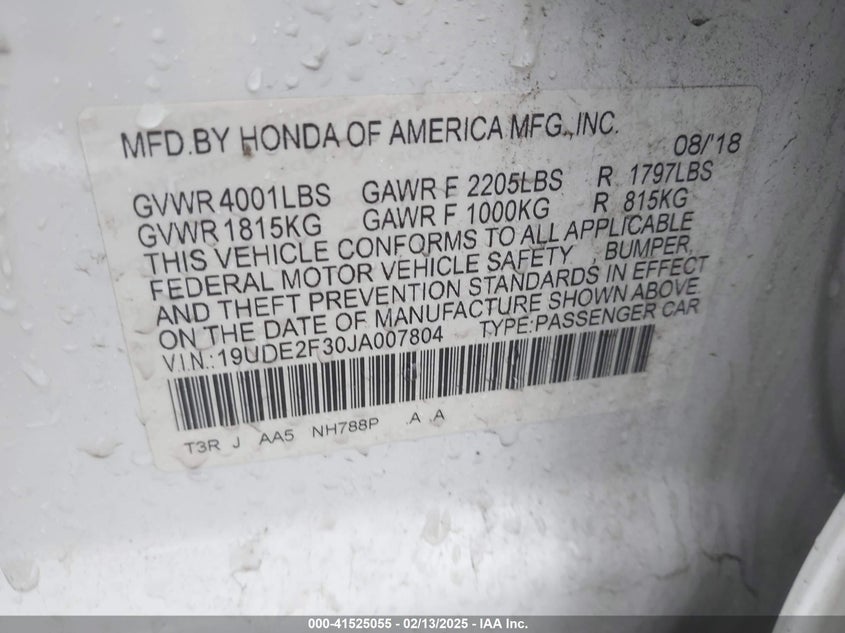 MFD.BY HONDA OF AMERICA MFG.,INC. 08/'18
GVWR 4001LBS GAWR F 2205LBS R 1797LBS
GVWR 1815KG GAWR F 1000KG R 815KG
THIS VEHICLE CONFORMS TO ALL APPLICABLE
FEDERAL MOTOR VEHICLE SAFETY , BUMPER,
AND THEFT PREVENTION STANDARDS IN EFFECT
ON THE DATE OF MANUFACTURE SHOWN ABOVE.
V.I.N.:19UDE2F30JA007804 TYPE:PASSENGER CAR
T3R J AA5 NH788P .A .A
000-41525055 — 02/13/2025 — IAA Inc.